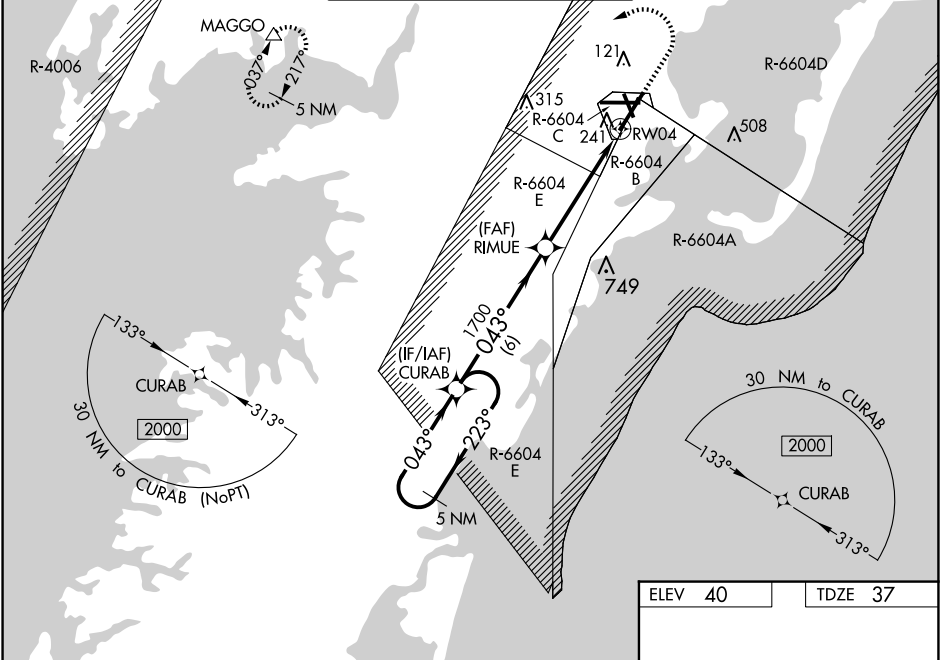 MAGGO
037°
217°
5 NM
R-4006
121
R-6604D
315
R-6604
C
241
RW04
508
R-6604
B
R-6604
E
(FAF)
RIMUE
R-6604A
749
1700
043°
(6)
(IF/IAF)
CURAB
133°
CURAB
313°
2000
30 NM to CURAB (NoPT)
043°
223°
R-6604
E
5 NM
30 NM to CURAB
2000
133°
CURAB
313°
ELEV 40
TDZE 37